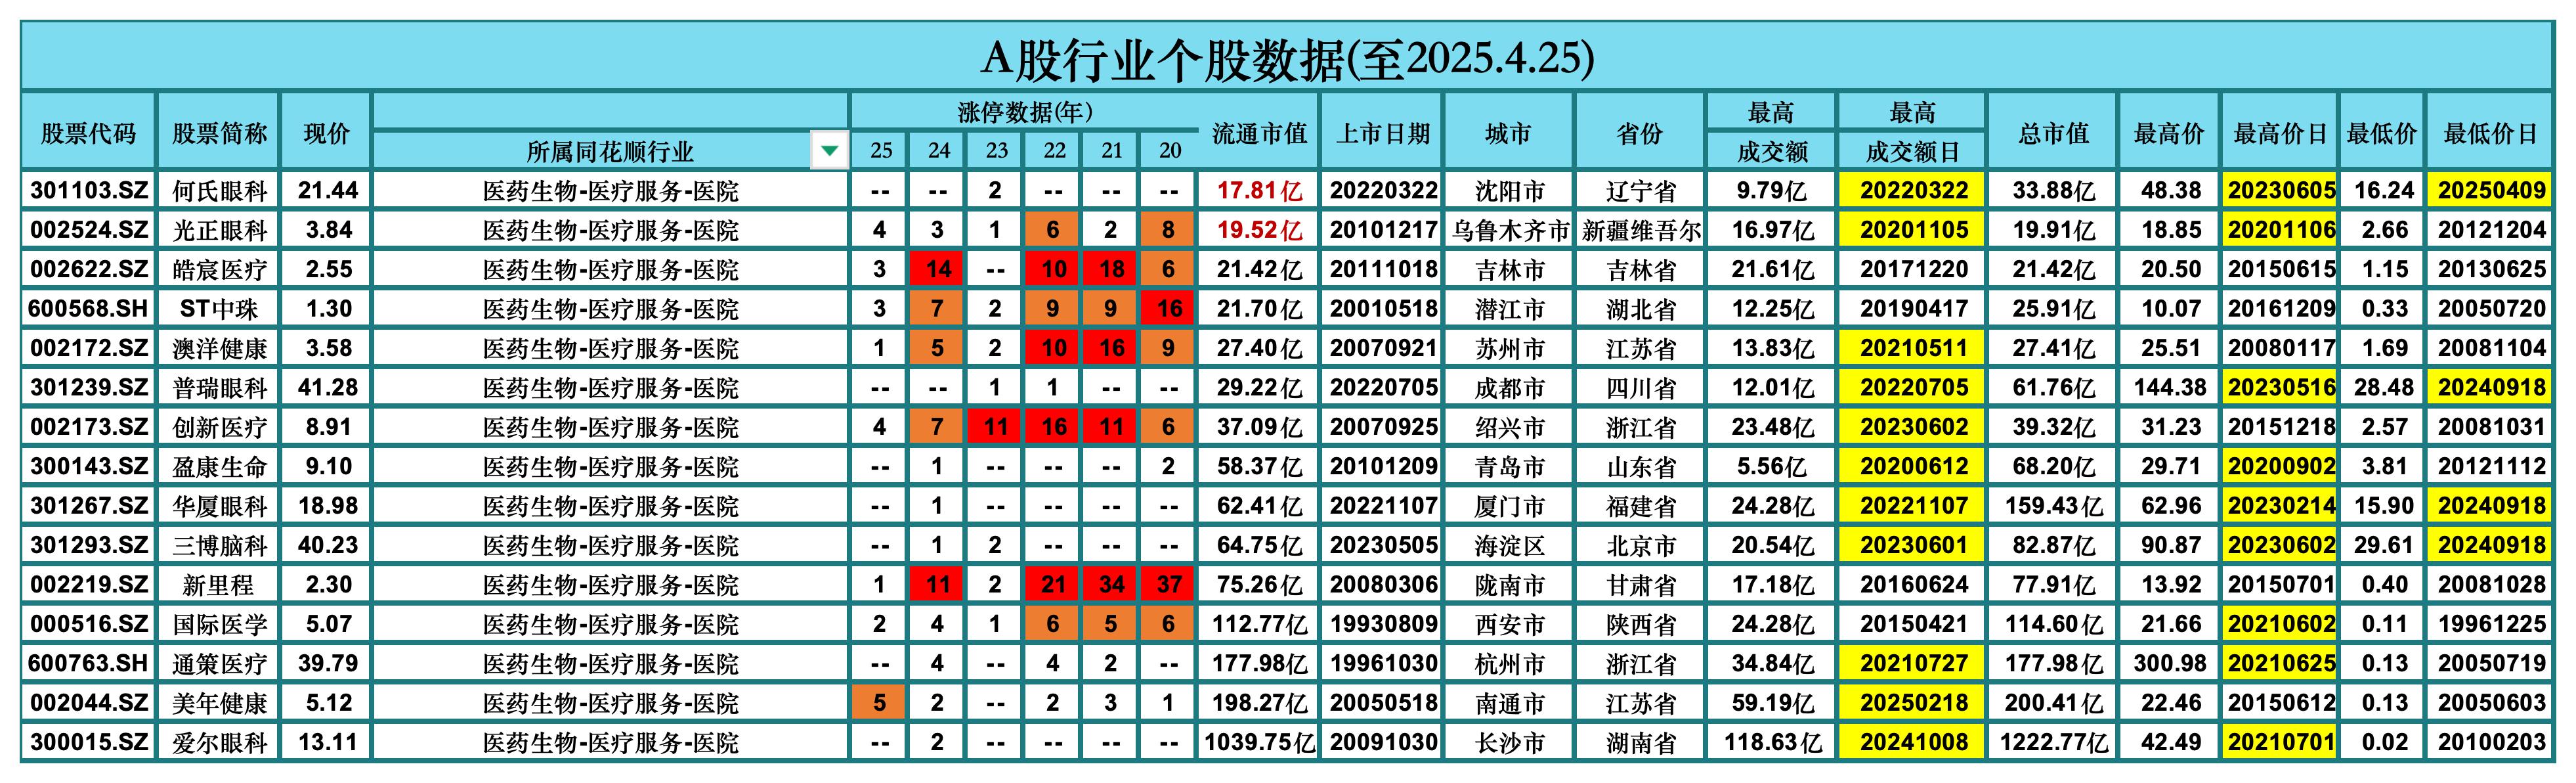 A股行业个股数据(至2025.4.25)
股票代码 股票简称 现价 所属同花顺行业 涨停数据(年) 25 24 23 22 21 20 流通市值 上市日期 城市 省份 最高成交额 最高成交额日 总市值 最高价 最高价日 最低价 最低价日
301103.SZ 何氏眼科 21.44 医药生物-医疗服务-医院 -- -- 2 -- -- -- 17.81亿 20220322 沈阳市 辽宁省 9.79亿 20220322 33.88亿 48.38 20230605 16.24 20250409
002524.SZ 光正眼科 3.84 医药生物-医疗服务-医院 4 3 1 6 2 8 19.52亿 20101217 乌鲁木齐市 新疆维吾尔 16.97亿 20201105 19.91亿 18.85 20201106 2.66 20121204
002622.SZ 皓宸医疗 2.55 医药生物-医疗服务-医院 3 14 -- 10 18 6 21.42亿 20111018 吉林市 吉林省 21.61亿 20171220 21.42亿 20.50 20150615 1.15 20130625
600568.SH ST中珠 1.30 医药生物-医疗服务-医院 3 7 2 9 9 16 21.70亿 20010518 潜江市 湖北省 12.25亿 20190417 25.91亿 10.07 20161209 0.33 20050720
002172.SZ 澳洋健康 3.58 医药生物-医疗服务-医院 1 5 2 10 16 9 27.40亿 20070921 苏州市 江苏省 13.83亿 20210511 27.41亿 25.51 20080117 1.69 20081104
301239.SZ 普瑞眼科 41.28 医药生物-医疗服务-医院 -- -- 1 1 -- -- 29.22亿 20220705 成都市 四川省 12.01亿 20220705 61.76亿 144.38 20230516 28.48 20240918
002173.SZ 创新医疗 8.91 医药生物-医疗服务-医院 4 7 11 16 11 6 37.09亿 20070925 绍兴市 浙江省 23.48亿 20230602 39.32亿 31.23 20151218 2.57 20081031
300143.SZ 盈康生命 9.10 医药生物-医疗服务-医院 -- 1 -- -- -- 2 58.37亿 20101209 青岛市 山东省 5.56亿 20200612 68.20亿 29.71 20200902 3.81 20121112
301267.SZ 华厦眼科 18.98 医药生物-医疗服务-医院 -- 1 -- -- -- -- 62.41亿 20221107 厦门市 福建省 24.28亿 20221107 159.43亿 62.96 20230214 15.90 20240918
301293.SZ 三博脑科 40.23 医药生物-医疗服务-医院 -- 1 2 -- -- -- 64.75亿 20230505 海淀区 北京市 20.54亿 20230601 82.87亿 90.87 20230602 29.61 20240918
002219.SZ 新里程 2.30 医药生物-医疗服务-医院 1 11 2 21 34 37 75.26亿 20080306 陇南市 甘肃省 17.18亿 20160624 77.91亿 13.92 20150701 0.40 20081028
000516.SZ 国际医学 5.07 医药生物-医疗服务-医院 2 4 1 6 5 6 112.77亿 19930809 西安市 陕西省 24.28亿 20150421 114.60亿 21.66 20210602 0.11 19961225
600763.SH 通策医疗 39.79 医药生物-医疗服务-医院 -- 4 -- 4 2 -- 177.98亿 19961030 杭州市 浙江省 34.84亿 20210727 177.98亿 300.98 20210625 0.13 20050719
002044.SZ 美年健康 5.12 医药生物-医疗服务-医院 5 2 -- 2 3 1 198.27亿 20050518 南通市 江苏省 59.19亿 20250218 200.41亿 22.46 20150612 0.13 20050603
300015.SZ 爱尔眼科 13.11 医药生物-医疗服务-医院 -- 2 -- -- -- -- 1039.75亿 20091030 长沙市 湖南省 118.63亿 20241008 1222.77亿 42.49 20210701 0.02 20100203